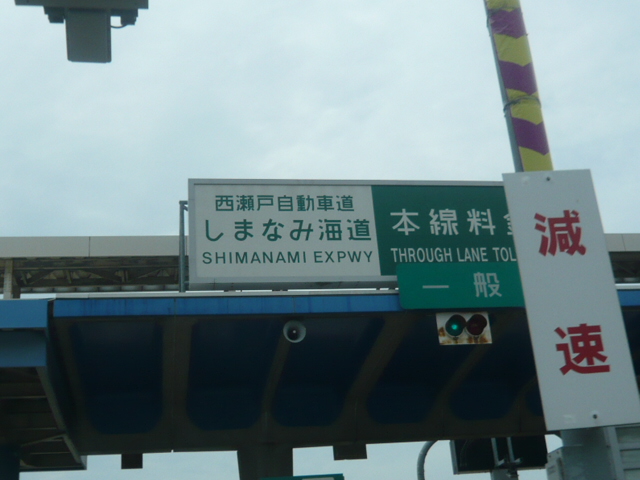 西瀬戸自動車道
しまなみ海道
SHIMANAMI EXPWY
本線料
THROUGH LANE TOL
一般
減速